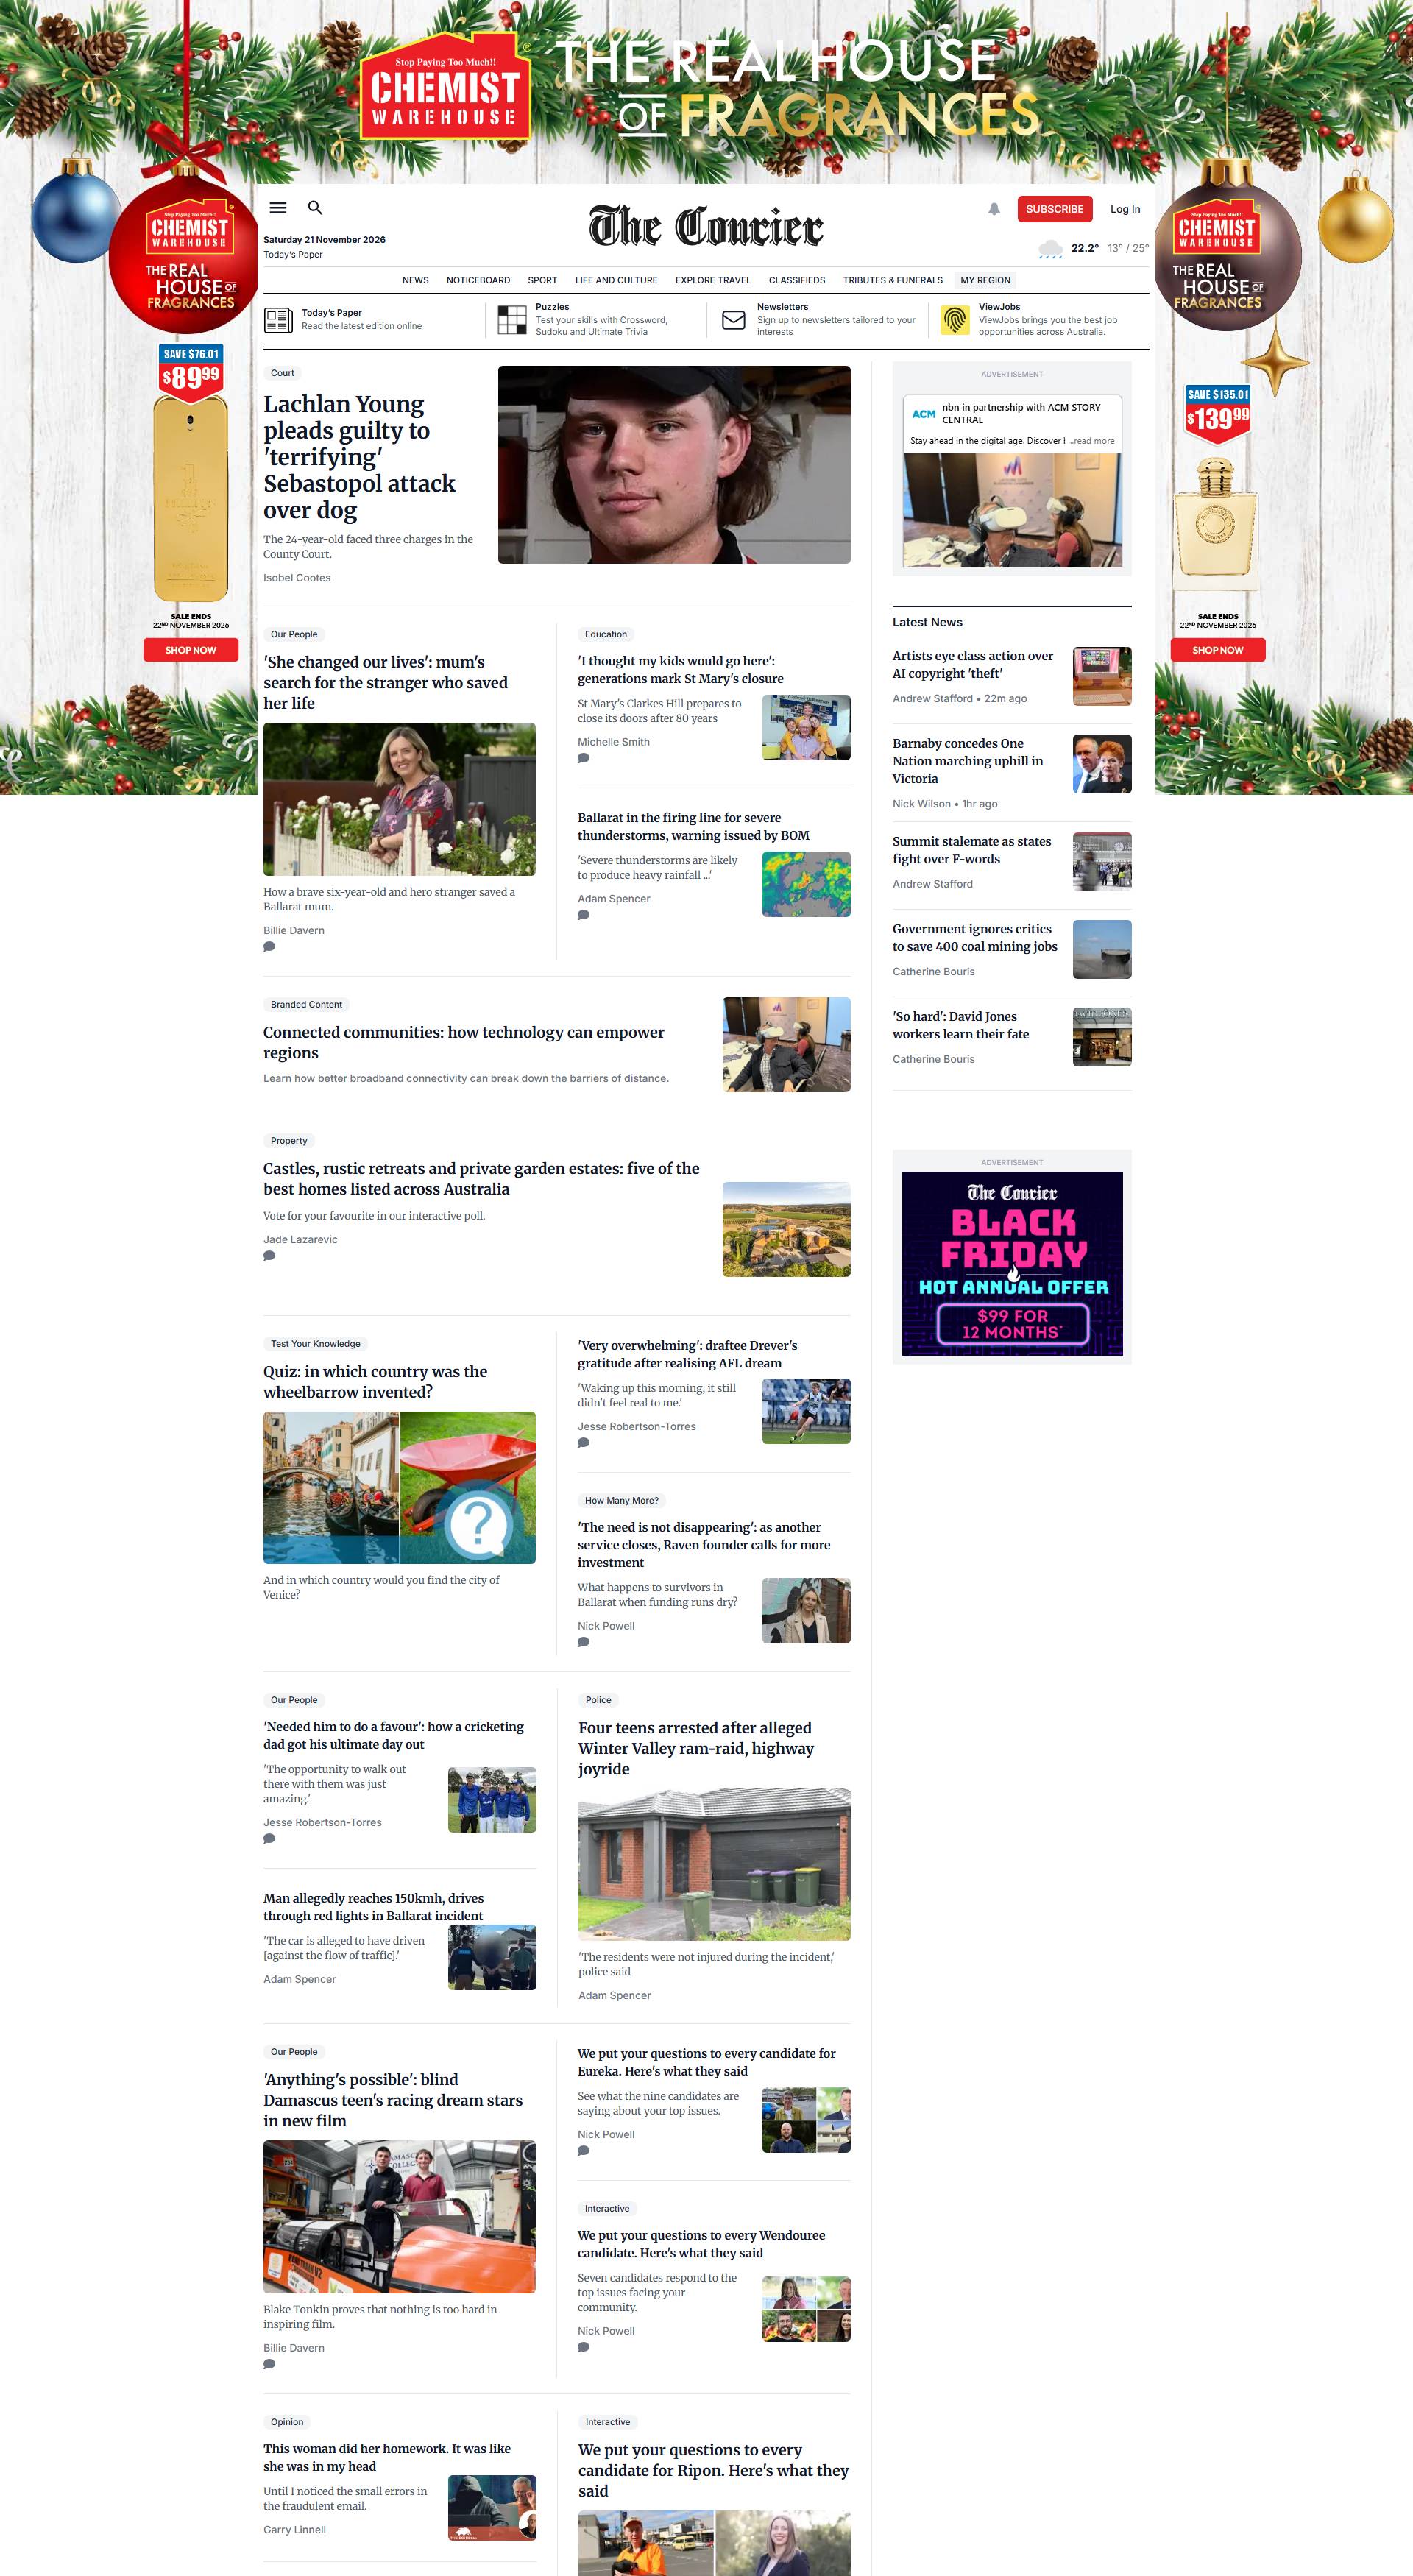 Stop Paying Too Much!!
CHEMIST
WAREHOUSE
®
THE REAL HOUSE
OF FRAGRANCES
Stop Paying Too Much!!
CHEMIST
WAREHOUSE
THE REAL
HOUSE OF
FRAGRANCES
SAVE $76.01
$89.99
SALE ENDS
22ND NOVEMBER 2026
SHOP NOW
Stop Paying Too Much!!
CHEMIST
WAREHOUSE
THE REAL
HOUSE OF
FRAGRANCES
SAVE $135.01
$139.99
SALE ENDS
22ND NOVEMBER 2026
SHOP NOW
The Courier
SUBSCRIBE
Log In
Saturday 21 November 2026
Today's Paper
22.2° 13° / 25°
NEWS NOTICEBOARD SPORT LIFE AND CULTURE EXPLORE TRAVEL CLASSIFIEDS TRIBUTES & FUNERALS MY REGION
Today's Paper
Read the latest edition online
Puzzles
Test your skills with Crossword,
Sudoku and Ultimate Trivia
Newsletters
Sign up to newsletters tailored to your
interests
ViewJobs
ViewJobs brings you the best job
opportunities across Australia.
Court
Lachlan Young
pleads guilty to
'terrifying'
Sebastopol attack
over dog
The 24-year-old faced three charges in the
County Court.
Isobel Cootes
Our People
'She changed our lives': mum's
search for the stranger who saved
her life
How a brave six-year-old and hero stranger saved a
Ballarat mum.
Billie Davern
Education
'I thought my kids would go here':
generations mark St Mary's closure
St Mary's Clarkes Hill prepares to
close its doors after 80 years
Michelle Smith
Ballarat in the firing line for severe
thunderstorms, warning issued by BOM
'Severe thunderstorms are likely
to produce heavy rainfall ...'
Adam Spencer
Branded Content
Connected communities: how technology can empower
regions
Learn how better broadband connectivity can break down the barriers of distance.
Property
Castles, rustic retreats and private garden estates: five of the
best homes listed across Australia
Vote for your favourite in our interactive poll.
Jade Lazarevic
Test Your Knowledge
Quiz: in which country was the
wheelbarrow invented?
?
And in which country would you find the city of
Venice?
'Very overwhelming': draftee Drever's
gratitude after realising AFL dream
'Waking up this morning, it still
didn't feel real to me.'
Jesse Robertson-Torres
How Many More?
'The need is not disappearing': as another
service closes, Raven founder calls for more
investment
What happens to survivors in
Ballarat when funding runs dry?
Nick Powell
Our People
'Needed him to do a favour': how a cricketing
dad got his ultimate day out
'The opportunity to walk out
there with them was just
amazing.'
Jesse Robertson-Torres
Man allegedly reaches 150kmh, drives
through red lights in Ballarat incident
'The car is alleged to have driven
[against the flow of traffic].'
Adam Spencer
Police
Four teens arrested after alleged
Winter Valley ram-raid, highway
joyride
'The residents were not injured during the incident,'
police said
Adam Spencer
Our People
'Anything's possible': blind
Damascus teen's racing dream stars
in new film
Blake Tonkin proves that nothing is too hard in
inspiring film.
Billie Davern
We put your questions to every candidate for
Eureka. Here's what they said
See what the nine candidates are
saying about your top issues.
Nick Powell
Interactive
We put your questions to every Wendouree
candidate. Here's what they said
Seven candidates respond to the
top issues facing your
community.
Nick Powell
Opinion
This woman did her homework. It was like
she was in my head
Until I noticed the small errors in
the fraudulent email.
Garry Linnell
Interactive
We put your questions to every
candidate for Ripon. Here's what they
said
ADVERTISEMENT
ACM
nbn in partnership with ACM STORY
CENTRAL
Stay ahead in the digital age. Discover l ...read more
Latest News
Artists eye class action over
AI copyright 'theft'
Andrew Stafford • 22m ago
Barnaby concedes One
Nation marching uphill in
Victoria
Nick Wilson • 1hr ago
Summit stalemate as states
fight over F-words
Andrew Stafford
Government ignores critics
to save 400 coal mining jobs
Catherine Bouris
'So hard': David Jones
workers learn their fate
Catherine Bouris
ADVERTISEMENT
The Courier
BLACK
FRIDAY
HOT ANNUAL OFFER
$99 FOR
12 MONTHS*